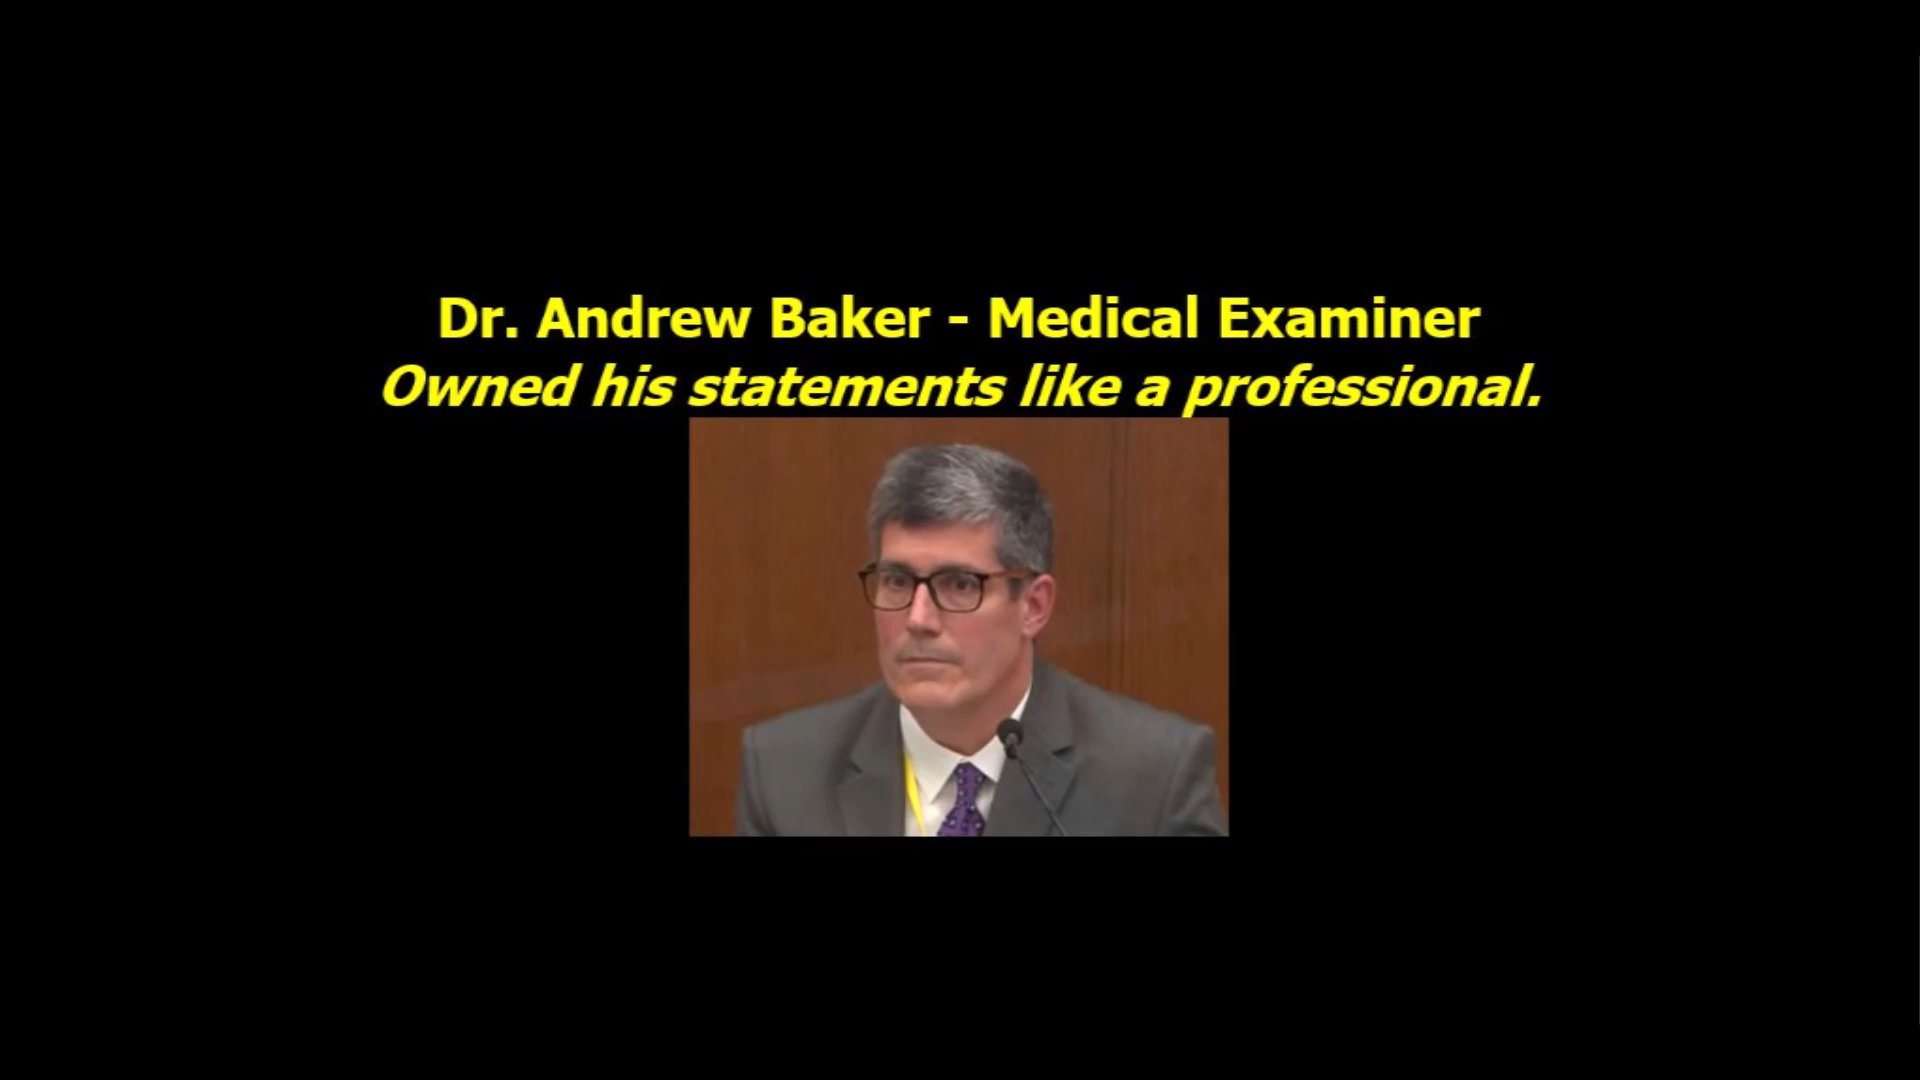 Dr. Andrew Baker - Medical Examiner
Owned his statements like a professional.